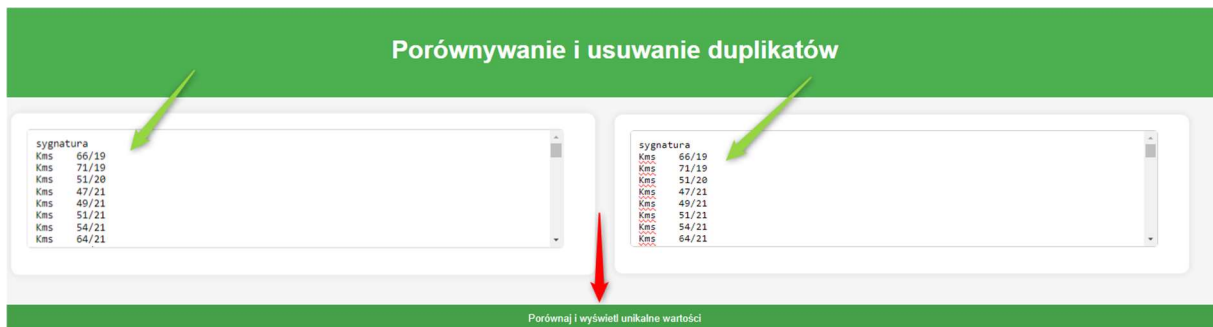 Porównywanie i usuwanie duplikatów
sygnatura
Kms 66/19
Kms 71/19
Kms 51/20
Kms 47/21
Kms 49/21
Kms 51/21
Kms 54/21
Kms 64/21
sygnatura
Kms 66/19
Kms 71/19
Kms 51/20
Kms 47/21
Kms 49/21
Kms 51/21
Kms 54/21
Kms 64/21
Porównaj i wyświetl unikalne wartości